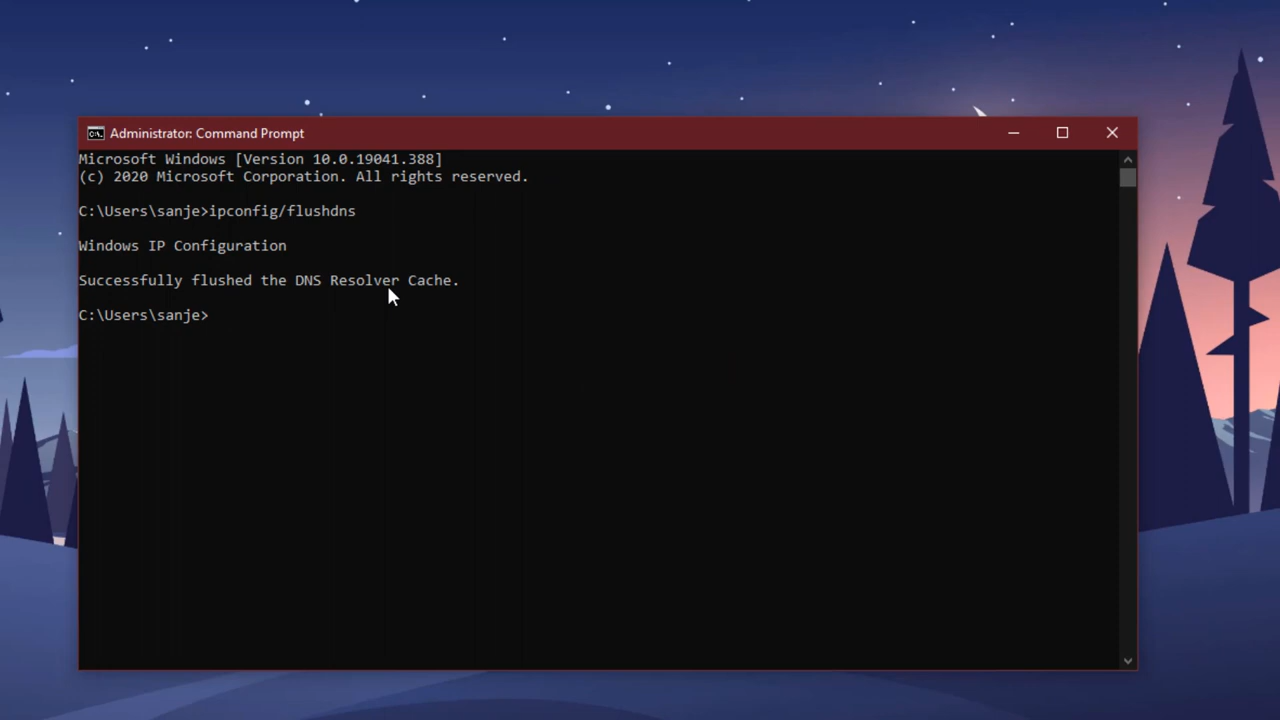 Administrator: Command Prompt
Microsoft Windows [Version 10.0.19041.388]
(c) 2020 Microsoft Corporation. All rights reserved.
C:\Users\sanje>ipconfig/flushdns
Windows IP Configuration
Successfully flushed the DNS Resolver Cache.
C:\Users\sanje>